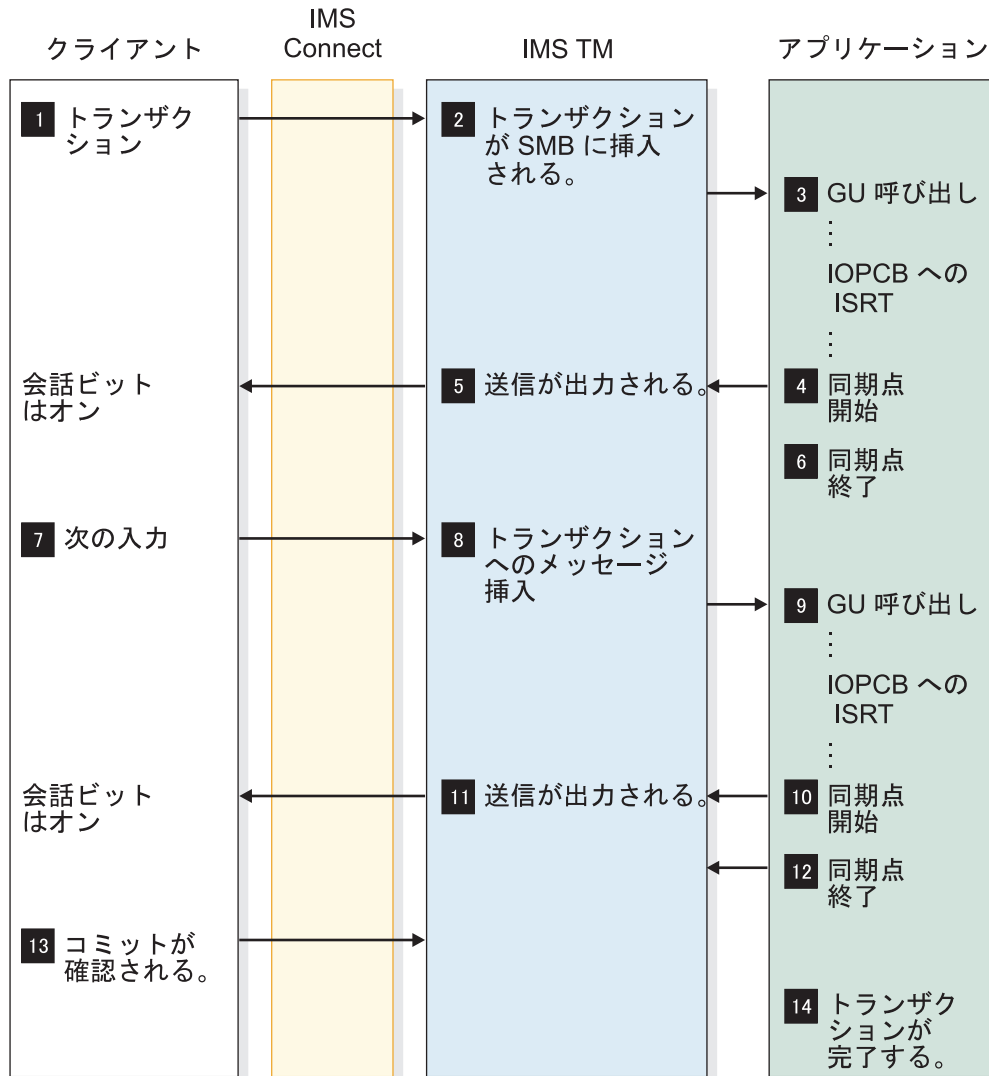 IMS
クライアント Connect IMS TM アプリケーション
1 トランザク
ション
2 トランザクション
が SMB に挿入
される。
3 GU 呼び出し
⋮
IOPCB への
ISRT
⋮
会話ビット
はオン
5 送信が出力される。
4 同期点
開始
6 同期点
終了
7 次の入力
8 トランザクション
へのメッセージ
挿入
9 GU 呼び出し
⋮
IOPCB への
ISRT
⋮
会話ビット
はオン
11 送信が出力される。
10 同期点
開始
12 同期点
終了
13 コミットが
確認される。
14 トランザク
ションが
完了する。